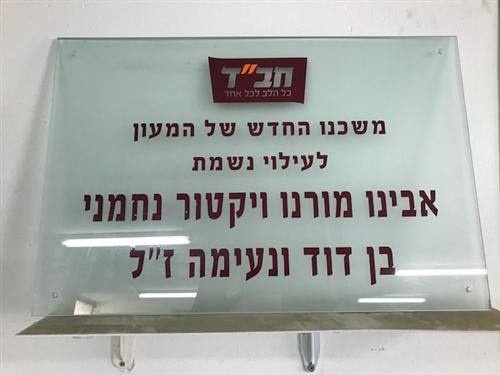 חב"ד
כל הלב לכל אחד
משכנו החדש של המעון
לעילוי נשמת
אבינו מורנו ויקטור נחמני
בן דוד ונעימה ז"ל